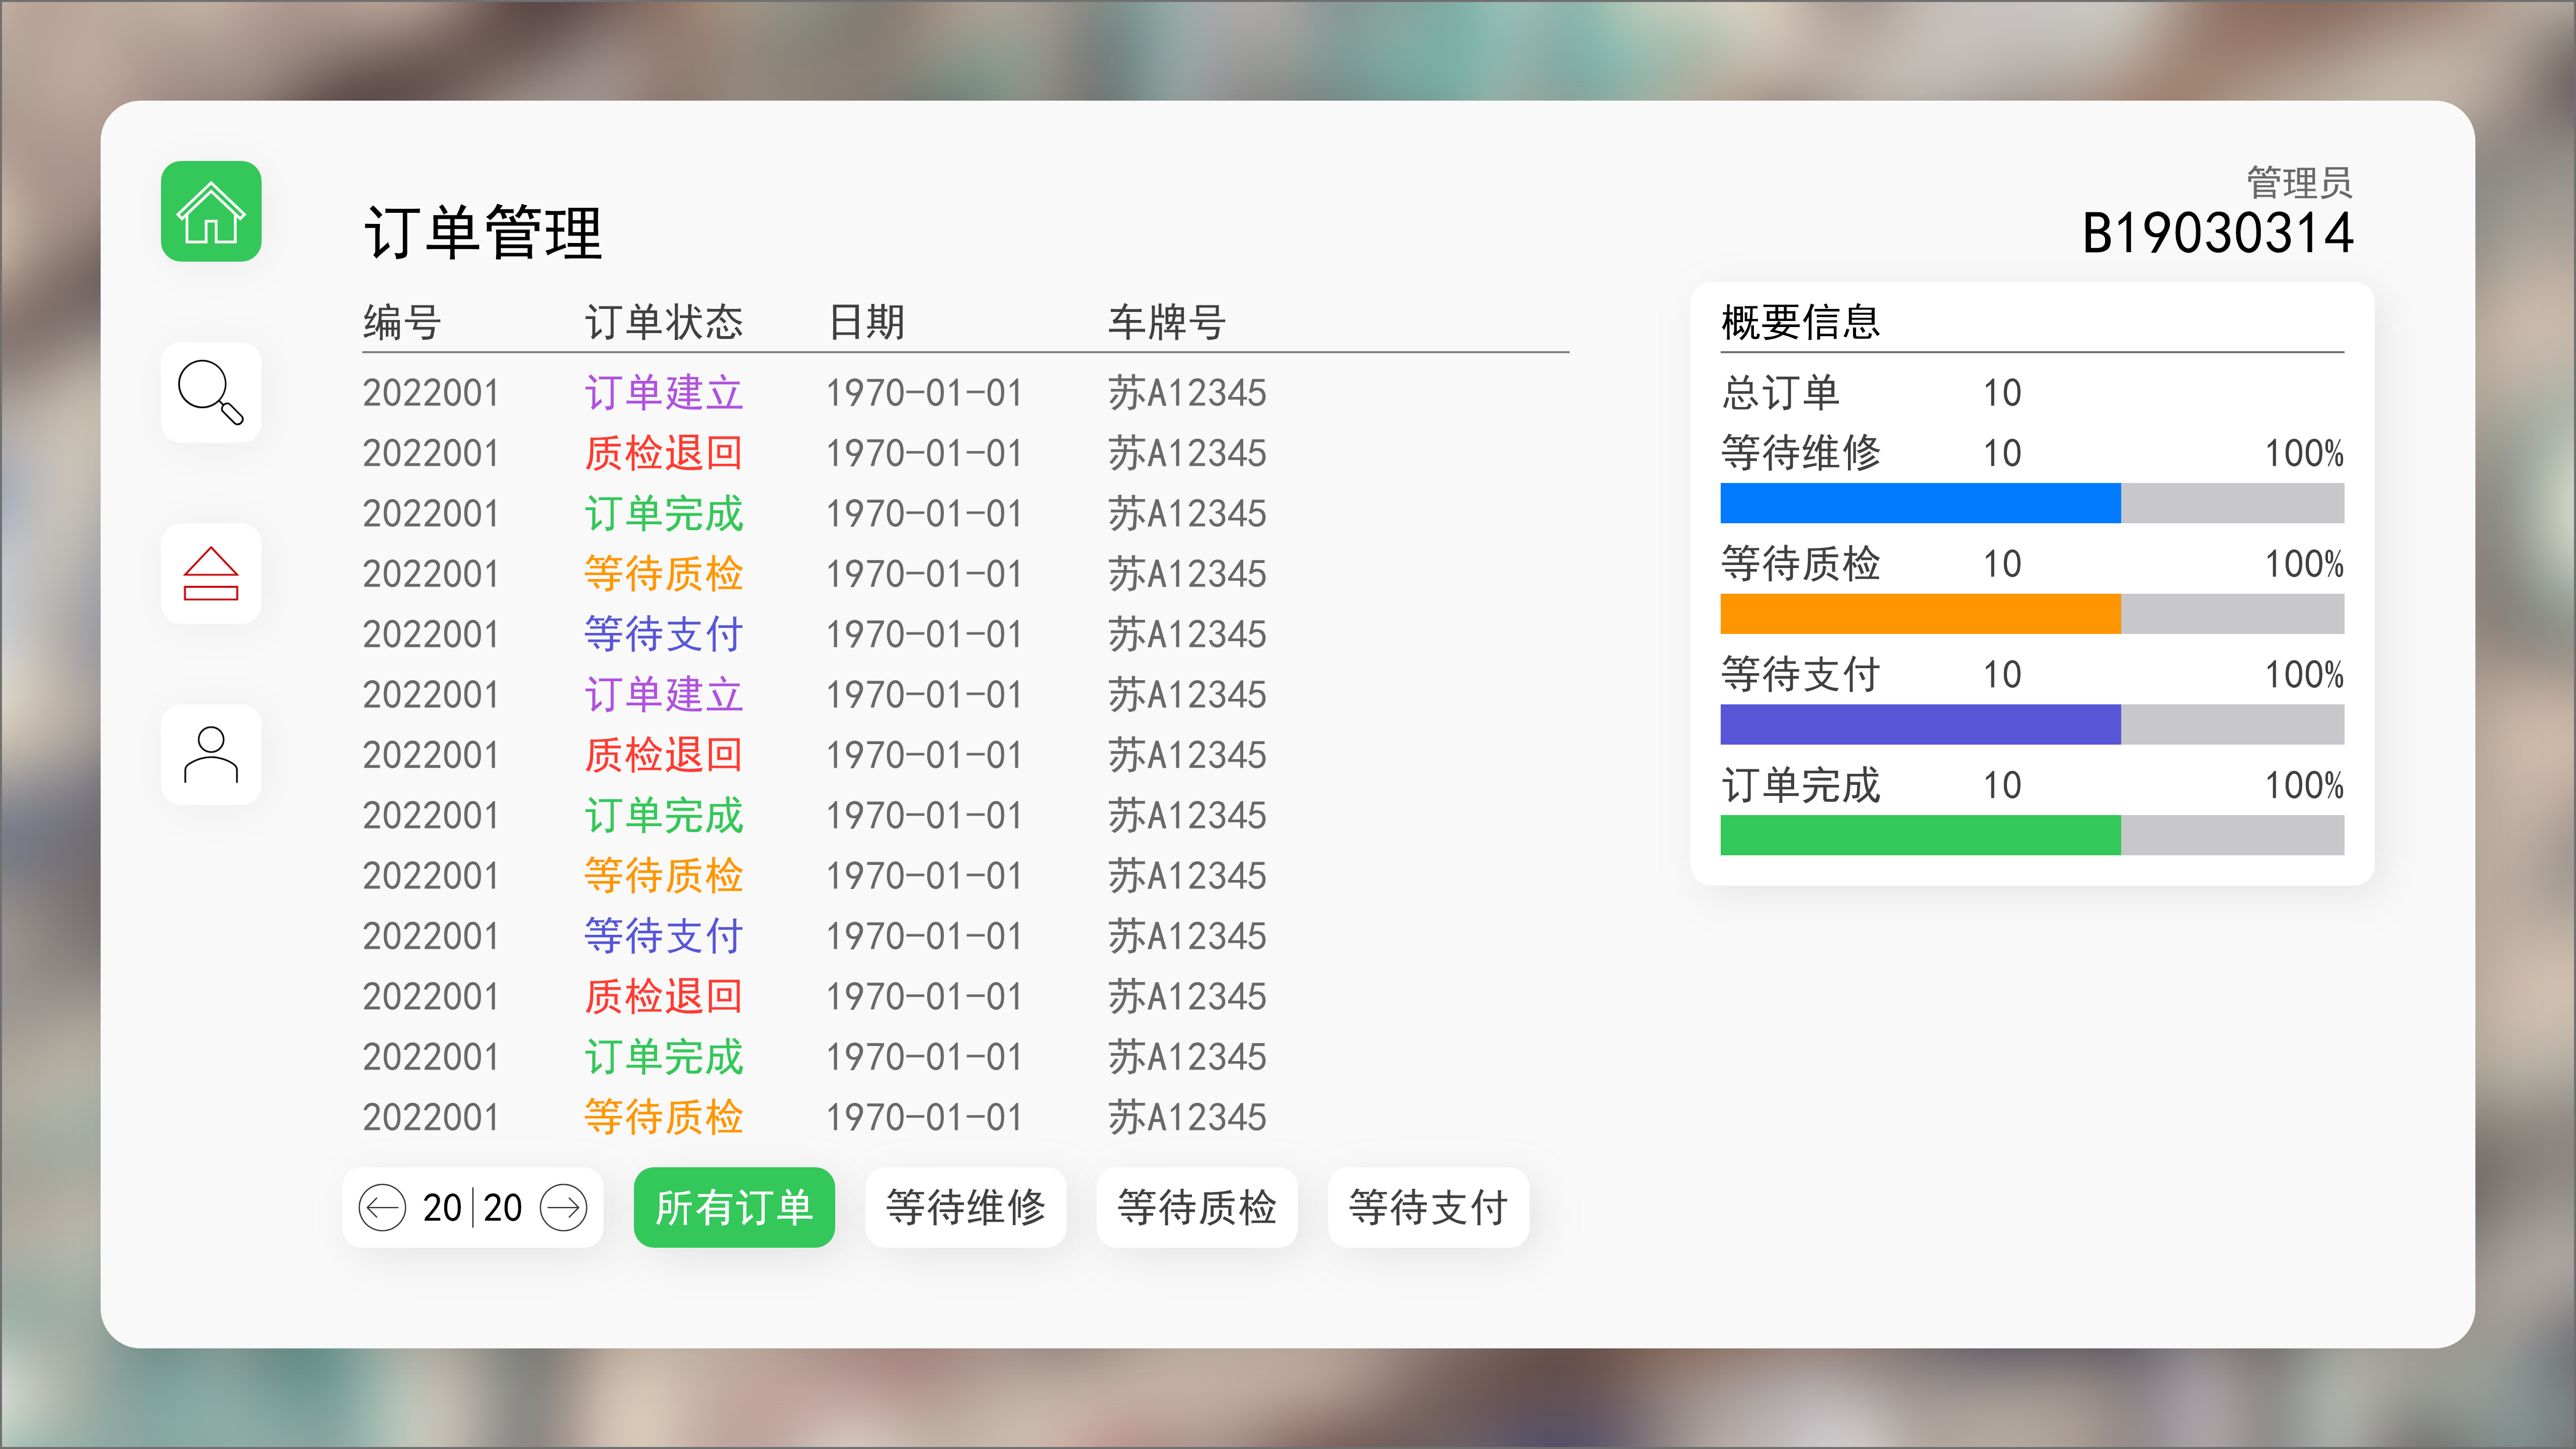 管理员
订单管理
B19030314
编号 订单状态 日期 车牌号
2022001 订单建立 1970-01-01 苏A12345
2022001 质检退回 1970-01-01 苏A12345
2022001 订单完成 1970-01-01 苏A12345
2022001 等待质检 1970-01-01 苏A12345
2022001 等待支付 1970-01-01 苏A12345
2022001 订单建立 1970-01-01 苏A12345
2022001 质检退回 1970-01-01 苏A12345
2022001 订单完成 1970-01-01 苏A12345
2022001 等待质检 1970-01-01 苏A12345
2022001 等待支付 1970-01-01 苏A12345
2022001 质检退回 1970-01-01 苏A12345
2022001 订单完成 1970-01-01 苏A12345
2022001 等待质检 1970-01-01 苏A12345
20|20 所有订单 等待维修 等待质检 等待支付
概要信息
总订单 10
等待维修 10 100%
等待质检 10 100%
等待支付 10 100%
订单完成 10 100%